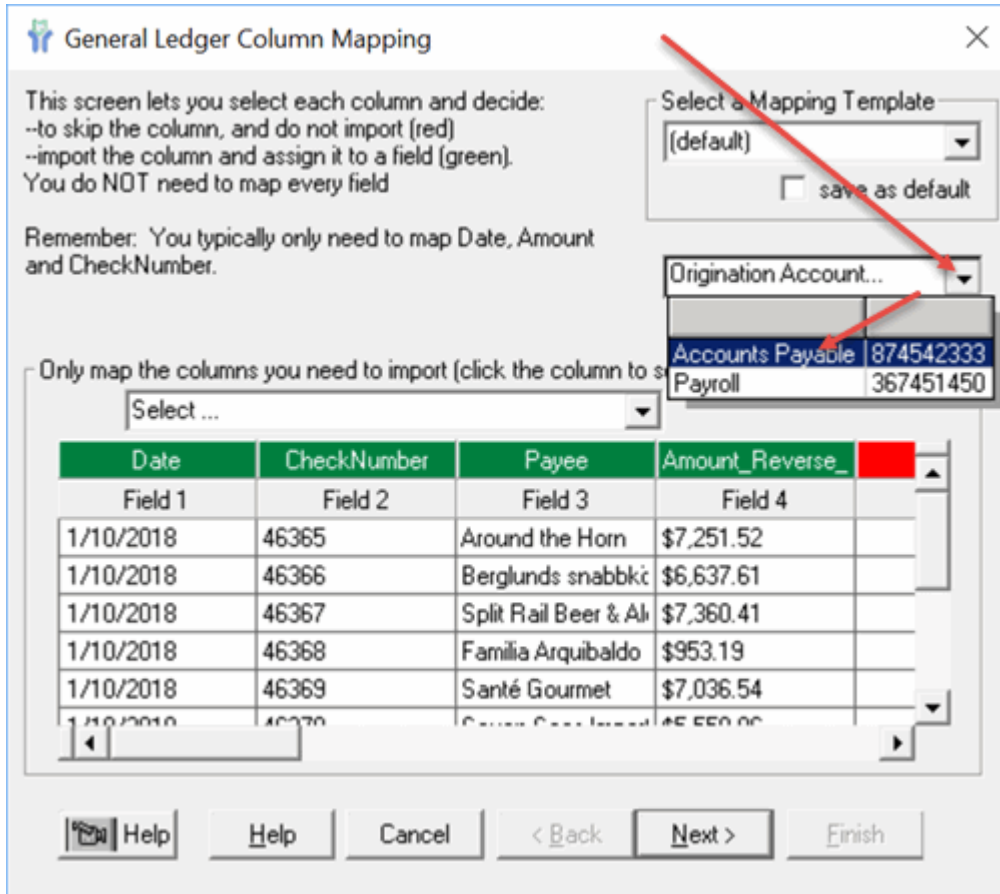 General Ledger Column Mapping
This screen lets you select each column and decide:
--to skip the column, and do not import (red)
--import the column and assign it to a field (green).
You do NOT need to map every field
Remember: You typically only need to map Date, Amount
and CheckNumber.
Select a Mapping Template
(default)
save as default
Origination Account...
Accounts Payable 874542333
Payroll 367451450
Only map the columns you need to import (click the column to s
Select ...
Date CheckNumber Payee Amount_Reverse_
Field 1 Field 2 Field 3 Field 4
1/10/2018 46365 Around the Horn $7,251.52
1/10/2018 46366 Berglunds $6,637.61
1/10/2018 46367 Split Rail Beer & Al $7,360.41
1/10/2018 46368 Familia Arquibaldo $953.19
1/10/2018 46369 Santé Gourmet $7,036.54
Help Help Cancel < Back Next > Finish